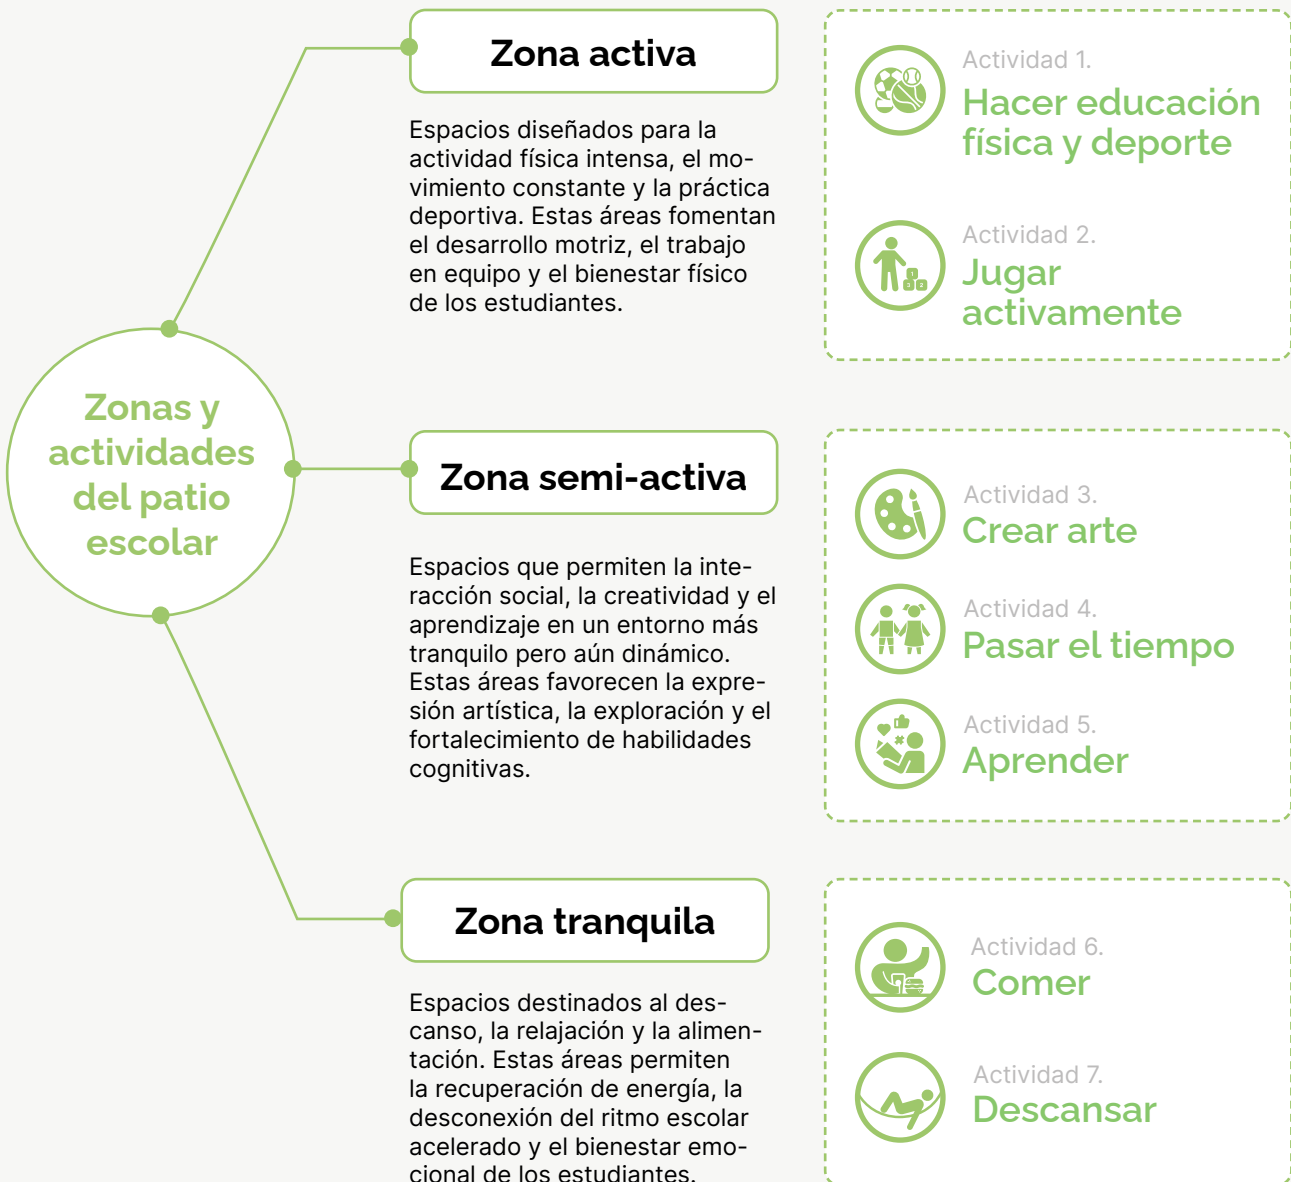 Zonas y
actividades
del patio
escolar
Zona activa
Espacios diseñados para la
actividad física intensa, el mo-
vimiento constante y la práctica
deportiva. Estas áreas fomentan
el desarrollo motriz, el trabajo
en equipo y el bienestar físico
de los estudiantes.
Actividad 1.
Hacer educación
física y deporte
Actividad 2.
Jugar
activamente
Zona semi-activa
Espacios que permiten la inte-
racción social, la creatividad y el
aprendizaje en un entorno más
tranquilo pero aún dinámico.
Estas áreas favorecen la expre-
sión artística, la exploración y el
fortalecimiento de habilidades
cognitivas.
Actividad 3.
Crear arte
Actividad 4.
Pasar el tiempo
Actividad 5.
Aprender
Zona tranquila
Espacios destinados al des-
canso, la relajación y la alimen-
tación. Estas áreas permiten
la recuperación de energía, la
desconexión del ritmo escolar
acelerado y el bienestar emo-
cional de los estudiantes.
Actividad 6.
Comer
Actividad 7.
Descansar